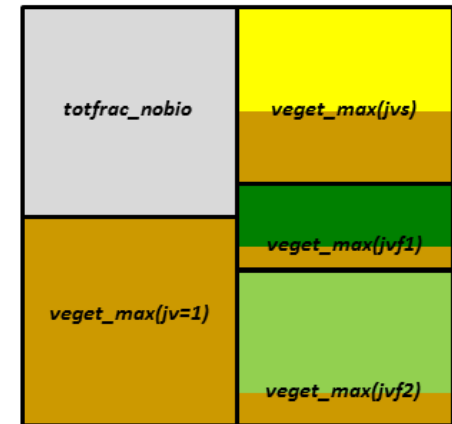 totfrac_nobio
veget_max(jvs)
veget_max(jvf1)
veget_max(jv=1)
veget_max(jvf2)